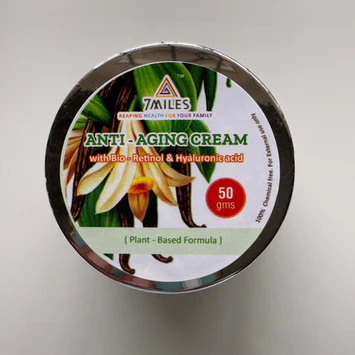 7MILES
TM
REAPING HEALTH FOR YOUR FAMILY
ANTI - AGING CREAM
with Bio - Retinol & Hyaluronic acid
50
gms
100% Chemical free. For External use only
( Plant - Based Formula )